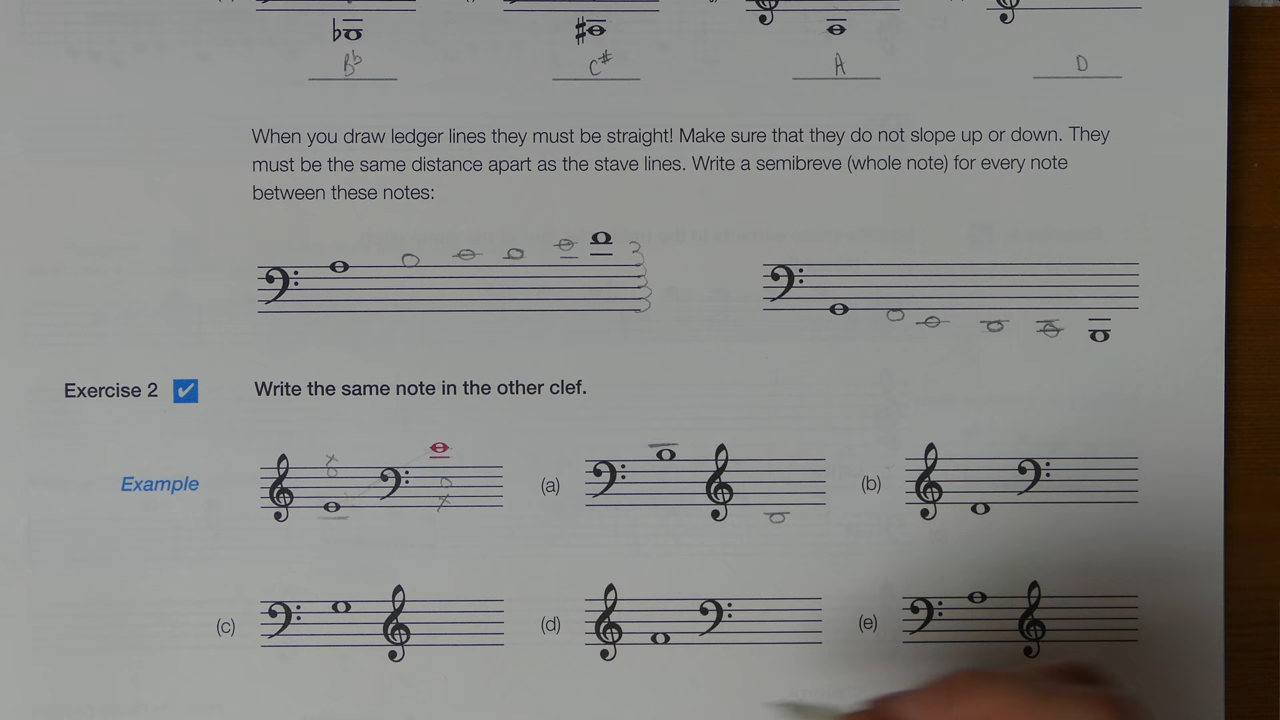 B♭ C# A D
When you draw ledger lines they must be straight! Make sure that they do not slope up or down. They
must be the same distance apart as the stave lines. Write a semibreve (whole note) for every note
between these notes:
Exercise 2 ✓ Write the same note in the other clef.
Example (a) (b)
(c) (d) (e)